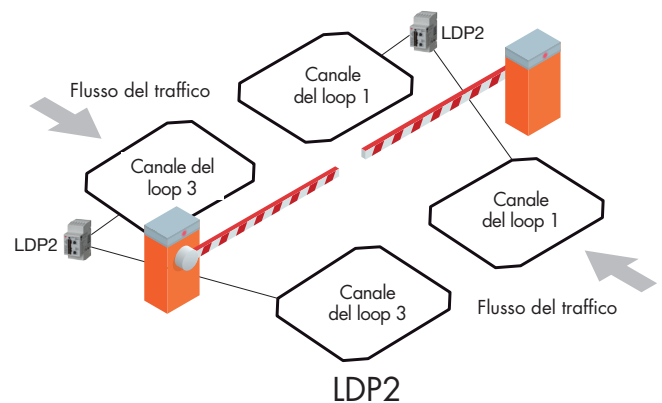 LDP2
Canale
del loop 1
Flusso del traffico
Canale del
loop 3
Canale
del loop 1
LDP2
Canale
del loop 3
Flusso del traffico
LDP2